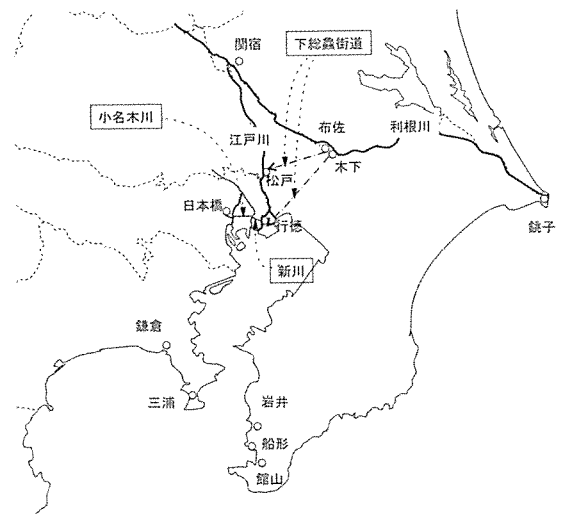 関宿
下総蟲街道
小名木川
江戸川
布佐
利根川
木下
松戸
日本橋
行徳
銚子
新川
鎌倉
三浦
岩井
船形
館山